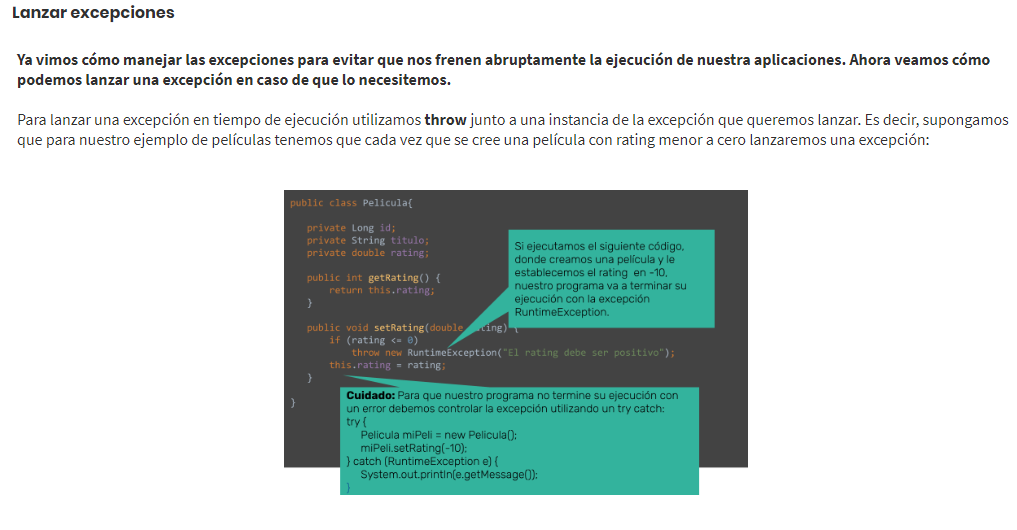 Lanzar excepciones
Ya vimos cómo manejar las excepciones para evitar que nos frenen abruptamente la ejecución de nuestra aplicaciones. Ahora veamos cómo
podemos lanzar una excepción en caso de que lo necesitemos.
Para lanzar una excepción en tiempo de ejecución utilizamos throw junto a una instancia de la excepción que queremos lanzar. Es decir, supongamos
que para nuestro ejemplo de películas tenemos que cada vez que se cree una película con rating menor a cero lanzaremos una excepción:
public class Pelicula{
private Long id;
private String titulo;
private double rating;
public int getRating() {
return this.rating;
}
public void setRating(double ting) {
if (rating <= 0)
throw new RuntimeException("El rating debe ser positivo");
this.rating = rating;
}
}
Si ejecutamos el siguiente código,
donde creamos una película y le
establecemos el rating en -10,
nuestro programa va a terminar su
ejecución con la excepción
RuntimeException.
Cuidado: Para que nuestro programa no termine su ejecución con
un error debemos controlar la excepción utilizando un try catch:
try {
Pelicula miPeli = new Pelicula();
miPeli.setRating(-10);
} catch (RuntimeException e) {
System.out.println(e.getMessage());
}